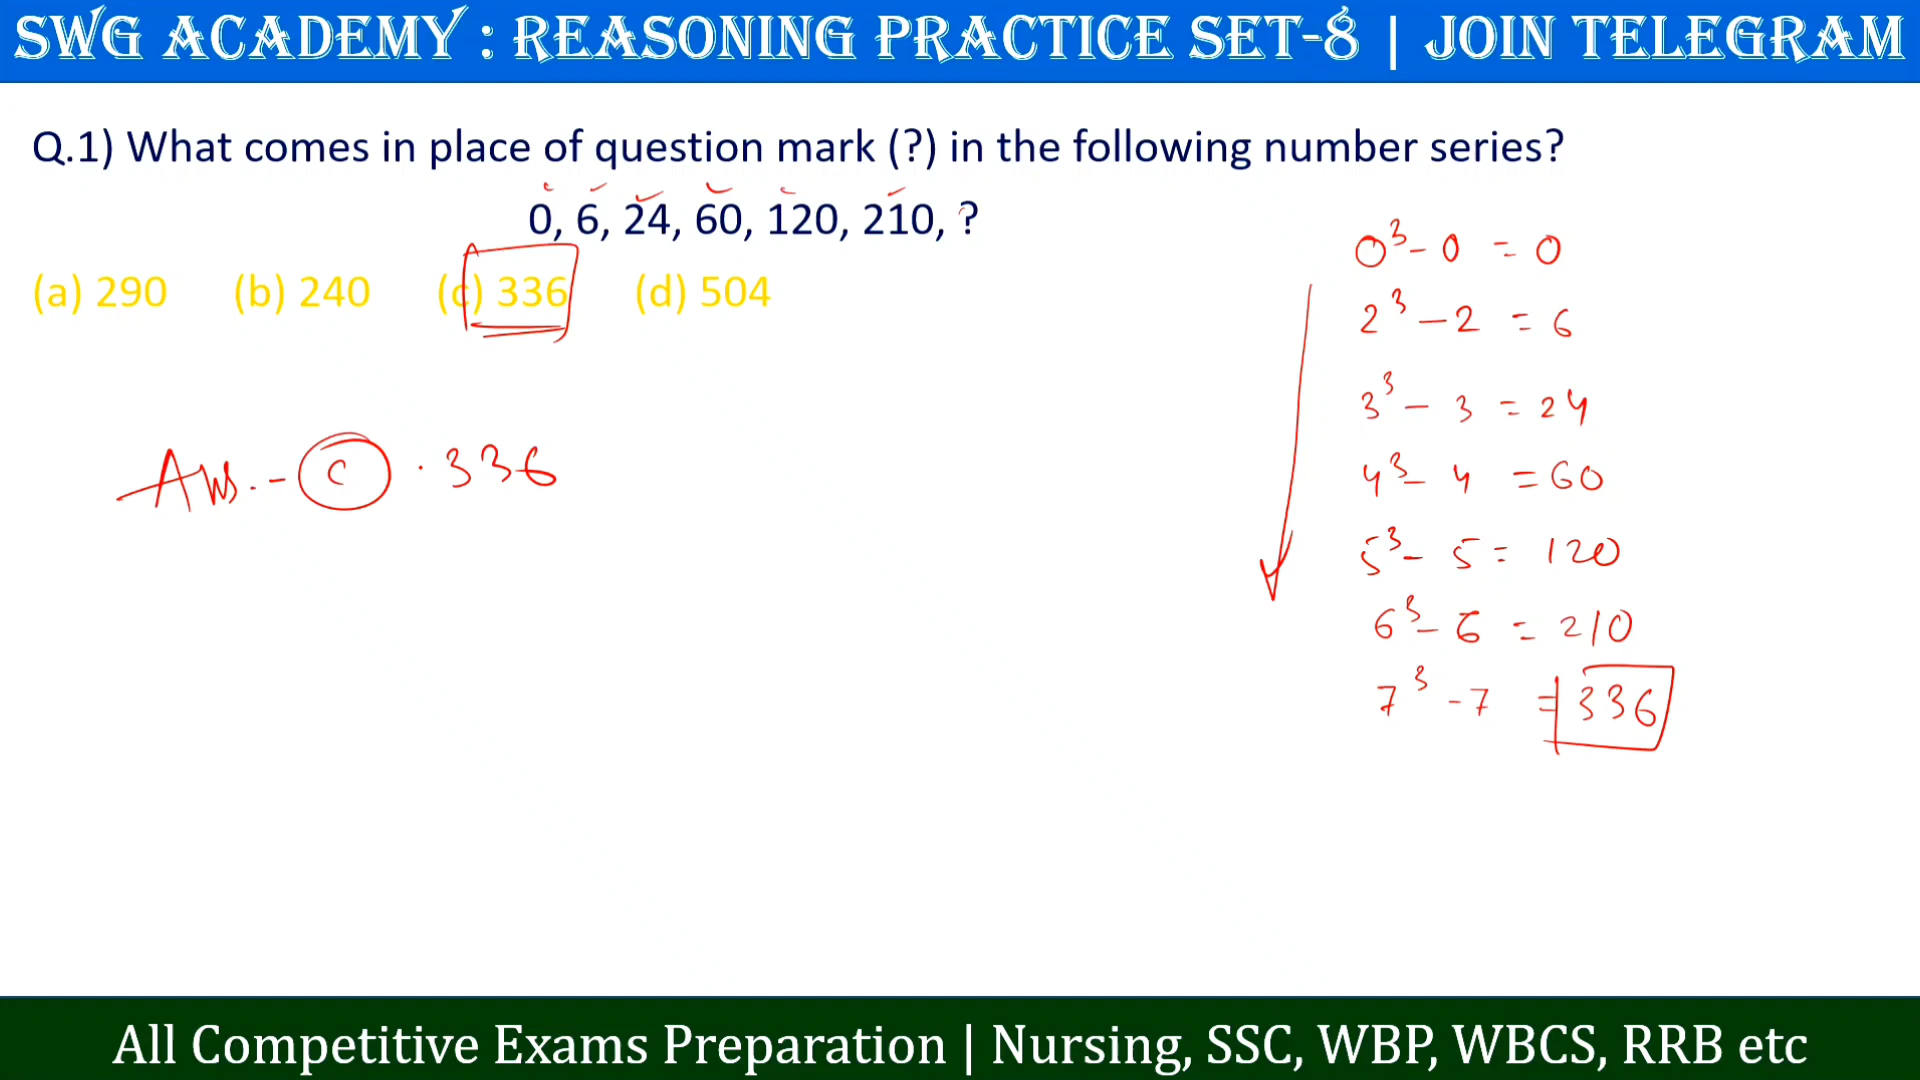 SWG ACADEMY : REASONING PRACTICE SET-8 | JOIN TELEGRAM
Q.1) What comes in place of question mark (?) in the following number series?
0, 6, 24, 60, 120, 210, ?
(a) 290 (b) 240 (c) 336 (d) 504
Ans. - c . 336
0³ - 0 = 0
2³ - 2 = 6
3³ - 3 = 24
4³ - 4 = 60
5³ - 5 = 120
6³ - 6 = 210
7³ - 7 = 336
All Competitive Exams Preparation | Nursing, SSC, WBP, WBCS, RRB etc